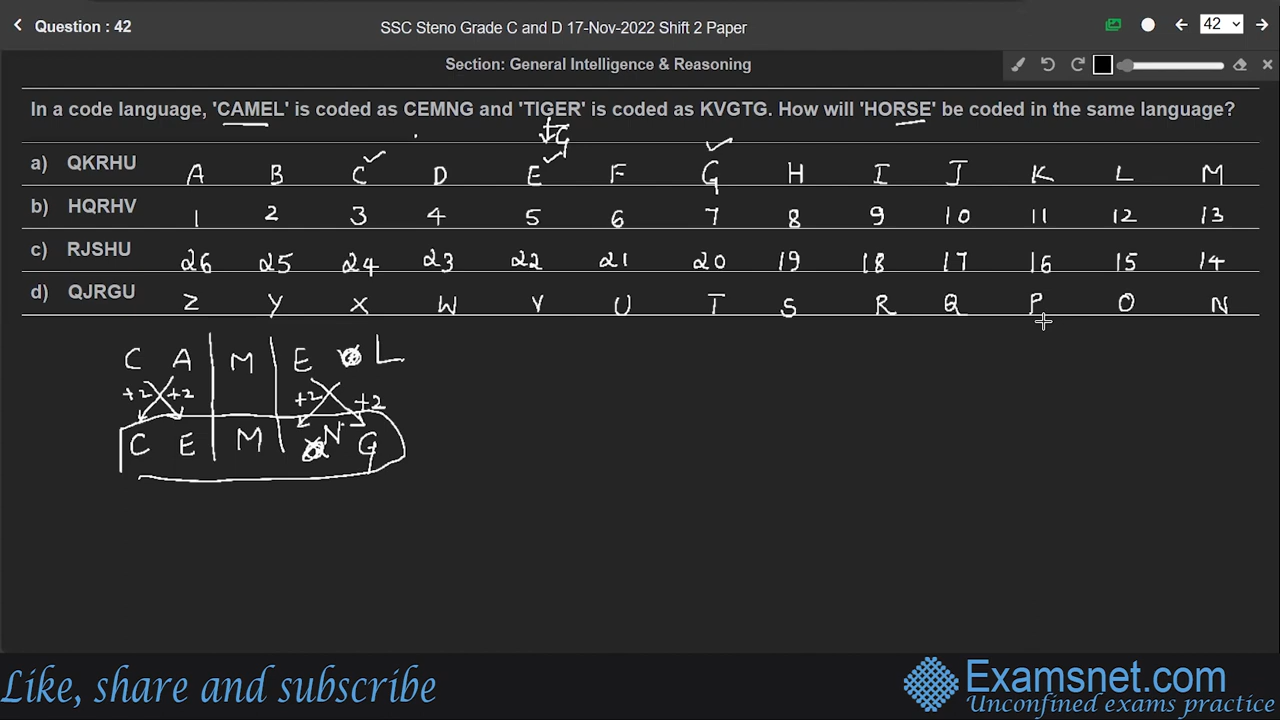 Question : 42
SSC Steno Grade C and D 17-Nov-2022 Shift 2 Paper
42
Section: General Intelligence & Reasoning
In a code language, 'CAMEL' is coded as CEMNG and 'TIGER' is coded as KVGTG. How will 'HORSE' be coded in the same language?
G
a) QKRHU
A B C D E F G H I J K L M
b) HQRHV
1 2 3 4 5 6 7 8 9 10 11 12 13
c) RJSHU
26 25 24 23 22 21 20 19 18 17 16 15 14
d) QJRGU
Z Y X W V U T S R Q P O N
C A M E L
+2 +2 +2 +2
C E M N G
Like, share and subscribe
Examsnet.com
Unconfined exams practice